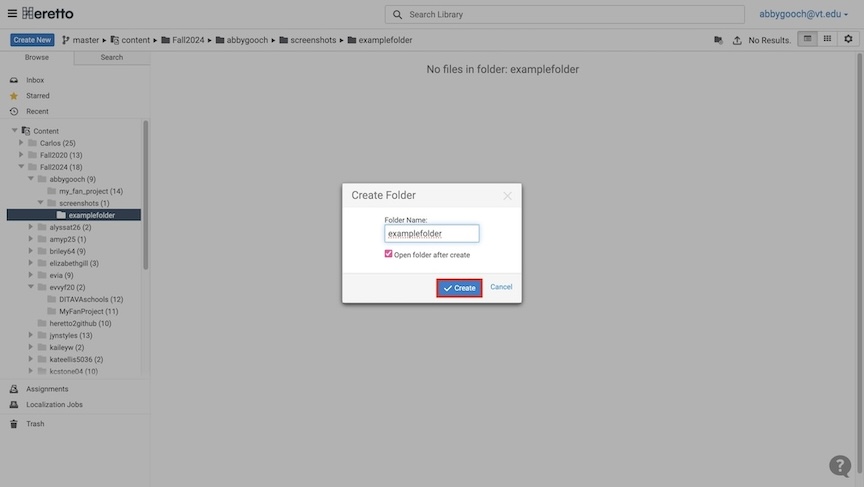 Heretto
Search Library
abbygooch@vt.edu
Create New
master ▸ content ▸ Fall2024 ▸ abbygooch ▸ screenshots ▸ examplefolder
No Results.
Browse
Search
No files in folder: examplefolder
Inbox
Starred
Recent
Content
Carlos (25)
Fall2020 (13)
Fall2024 (18)
abbygooch (9)
my_fan_project (14)
screenshots (1)
examplefolder
alyssat26 (2)
amyp25 (1)
briley64 (9)
elizabethgill (3)
evia (9)
evvyf20 (2)
DITAVAschools (12)
MyFanProject (11)
heretto2github (10)
jynstyles (13)
kaileyw (2)
kateellis5036 (2)
kcstone04 (10)
Assignments
Localization Jobs
Trash
Create Folder
Folder Name:
examplefolder
Open folder after create
Create
Cancel
?